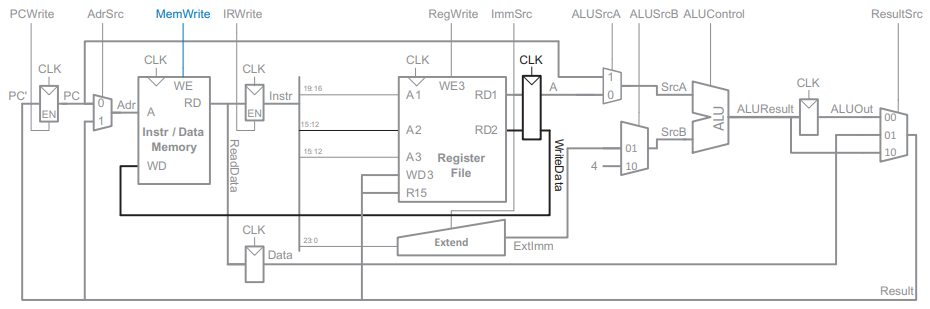 PCWrite AdrSrc MemWrite IRWrite RegWrite ImmSrc ALUSrcA ALUSrcB ALUControl ResultSrc
CLK CLK CLK CLK CLK CLK
PC' PC EN
0
1
Adr
WE
A RD
Instr / Data
Memory
WD
EN
Instr
ReadData
19:16
15:12
15:12
23:0
A1 WE3 RD1
A2 RD2
A3
Register
File
WD3
R15
A
WriteData
1
0
SrcA
01
10
4
SrcB
ALU
ALUResult ALUOut
00
01
10
CLK
Data
Extend
ExtImm
Result